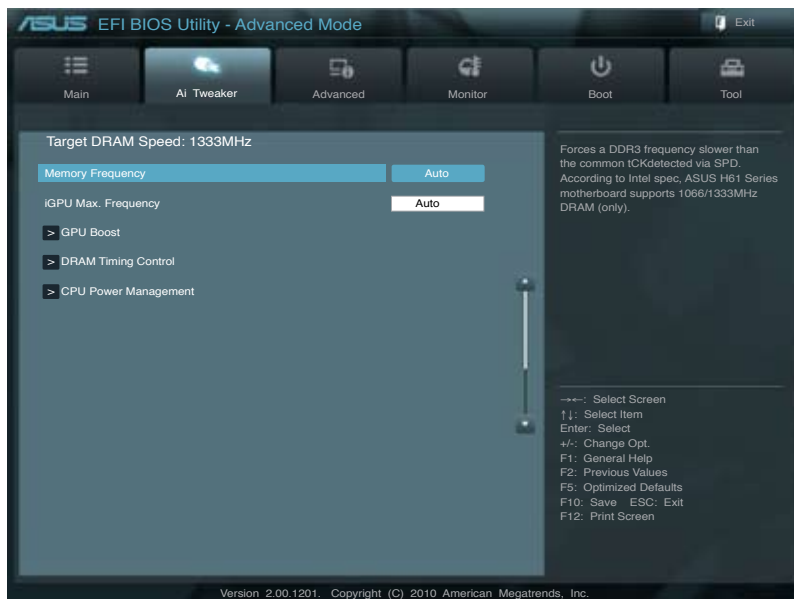 ASUS EFI BIOS Utility - Advanced Mode
Exit
Main
Ai Tweaker
Advanced
Monitor
Boot
Tool
Target DRAM Speed: 1333MHz
Memory Frequency Auto
iGPU Max. Frequency Auto
> GPU Boost
> DRAM Timing Control
> CPU Power Management
Forces a DDR3 frequency slower than
the common tCKdetected via SPD.
According to Intel spec, ASUS H61 Series
motherboard supports 1066/1333MHz
DRAM (only).
→←: Select Screen
↑↓: Select Item
Enter: Select
+/-: Change Opt.
F1: General Help
F2: Previous Values
F5: Optimized Defaults
F10: Save ESC: Exit
F12: Print Screen
Version 2.00.1201. Copyright (C) 2010 American Megatrends, Inc.